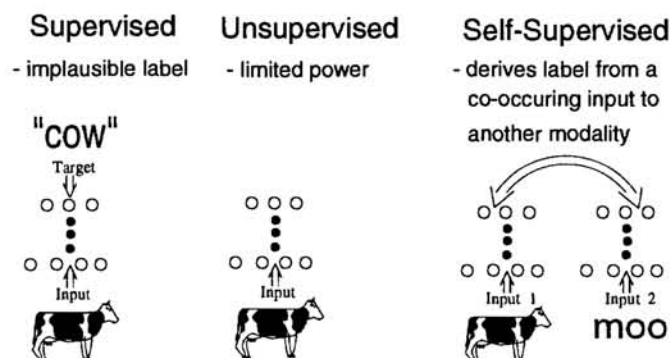 Supervised
- implausible label
"COW"
Target
Input
Unsupervised
- limited power
Input
Self-Supervised
- derives label from a
co-occuring input to
another modality
Input 1
Input 2
moo